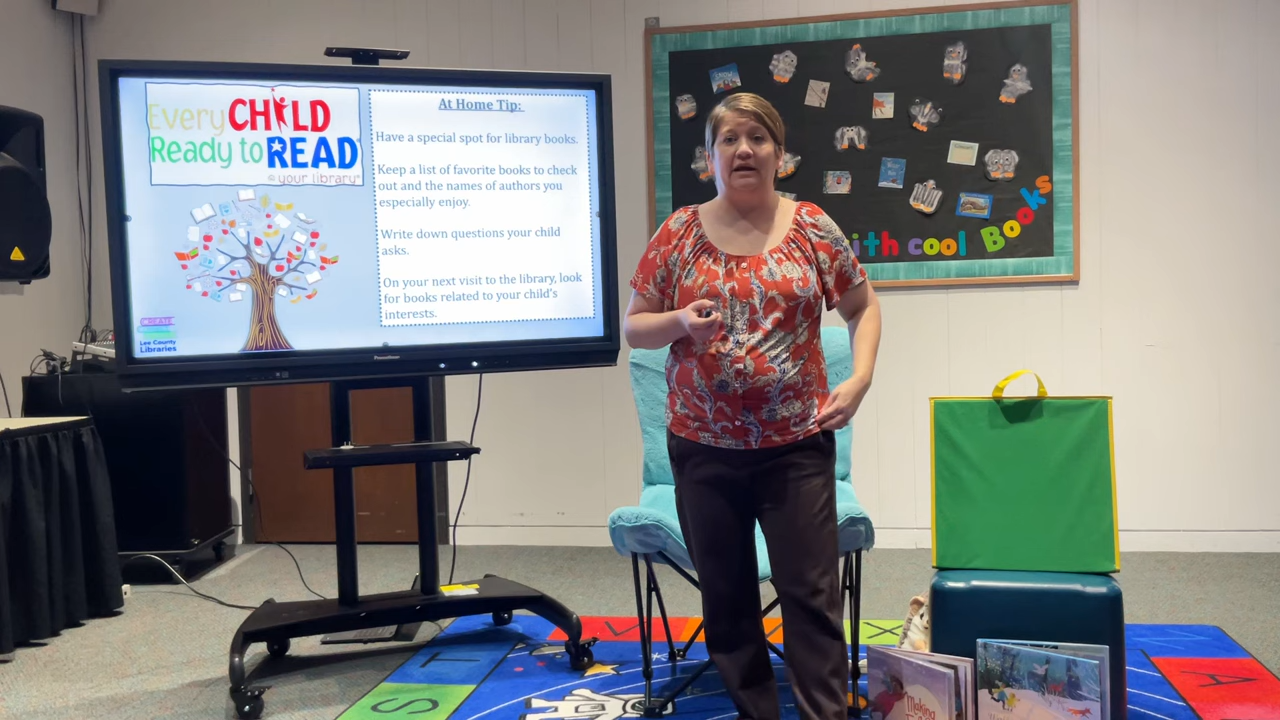 Every CHILD
Ready to READ
@ your library®
At Home Tip:
Have a special spot for library books.
Keep a list of favorite books to check
out and the names of authors you
especially enjoy.
Write down questions your child
asks.
On your next visit to the library, look
for books related to your child's
interests.
CREATE
Lee County
Libraries
with cool Books
S
T
V
X
A
Making